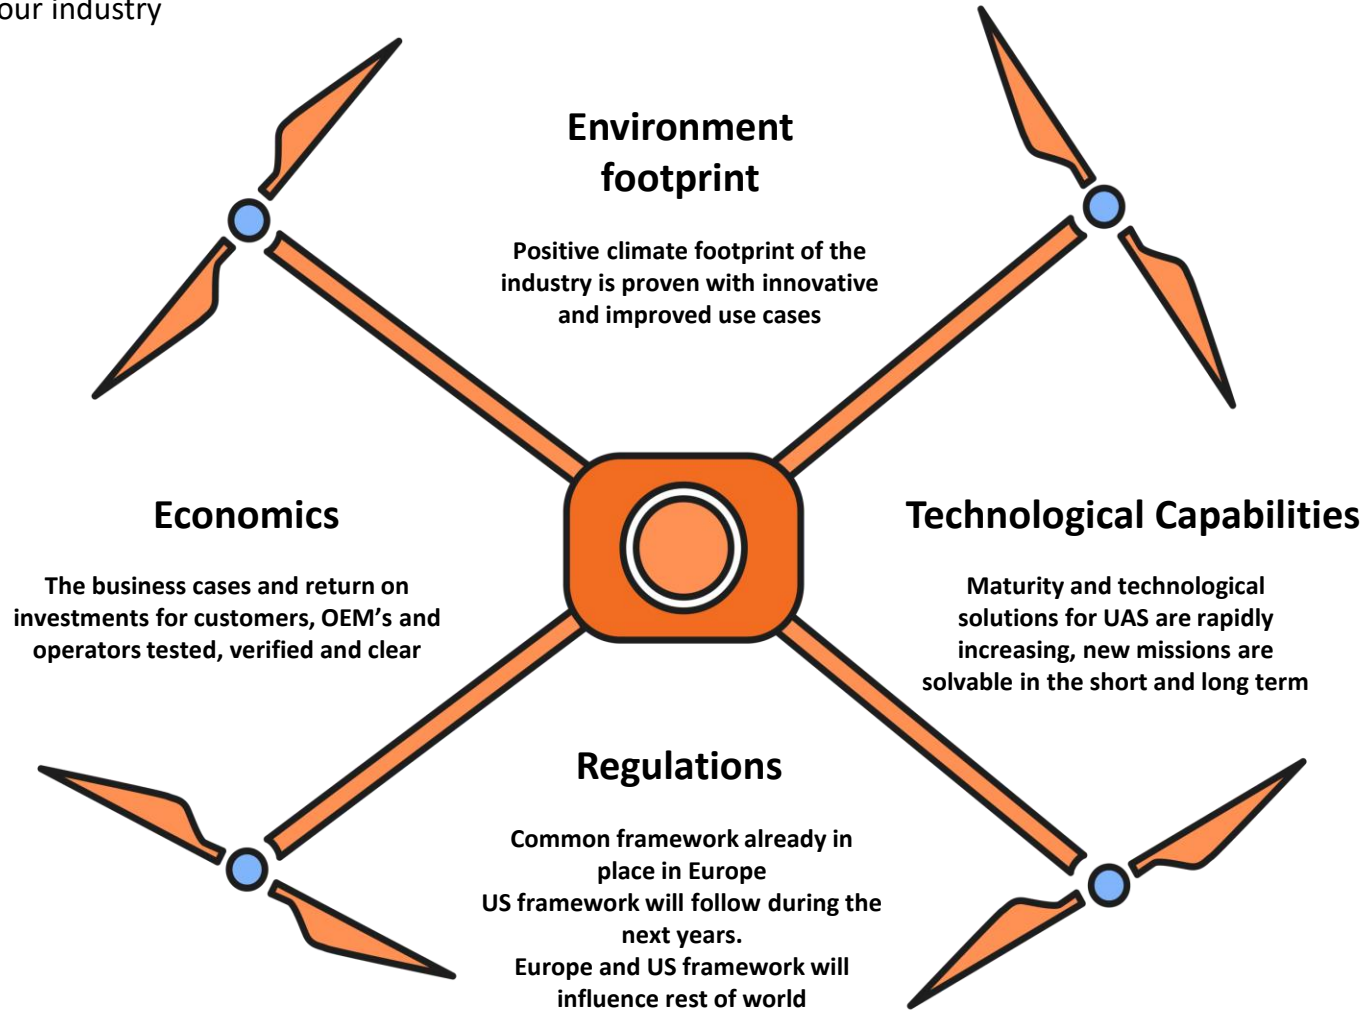 our industry
Environment
footprint
Positive climate footprint of the
industry is proven with innovative
and improved use cases
Economics
The business cases and return on
investments for customers, OEM’s and
operators tested, verified and clear
Technological Capabilities
Maturity and technological
solutions for UAS are rapidly
increasing, new missions are
solvable in the short and long term
Regulations
Common framework already in
place in Europe
US framework will follow during the
next years.
Europe and US framework will
influence rest of world